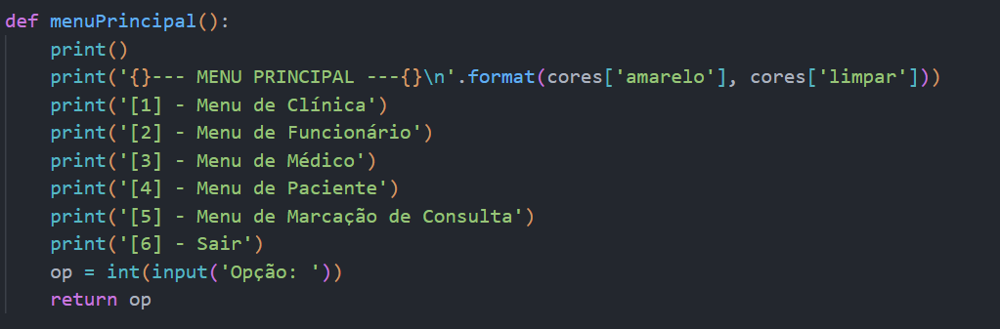 def menuPrincipal():
    print()
    print('{}--- MENU PRINCIPAL ---{}\n'.format(cores['amarelo'], cores['limpar']))
    print('[1] - Menu de Clínica')
    print('[2] - Menu de Funcionário')
    print('[3] - Menu de Médico')
    print('[4] - Menu de Paciente')
    print('[5] - Menu de Marcação de Consulta')
    print('[6] - Sair')
    op = int(input('Opção: '))
    return op